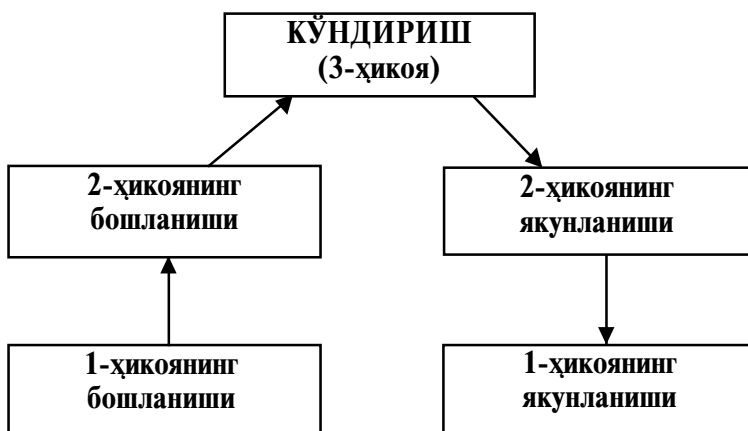 КЎНДИРИШ
(3-ҳикоя)
2-ҳикоянинг
бошланиши
2-ҳикоянинг
якунланиши
1-ҳикоянинг
бошланиши
1-ҳикоянинг
якунланиши